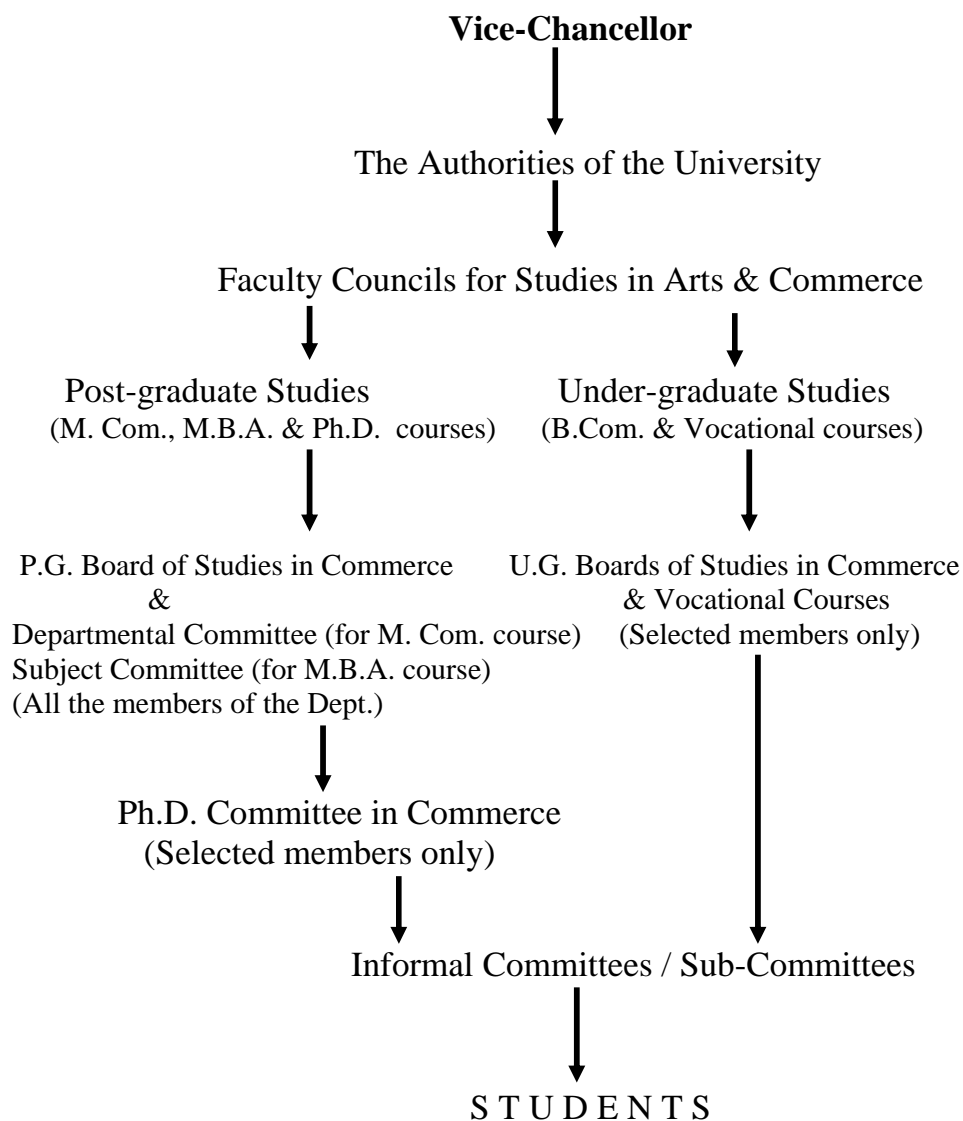 Vice-Chancellor
The Authorities of the University
Faculty Councils for Studies in Arts & Commerce
Post-graduate Studies
(M. Com., M.B.A. & Ph.D. courses)
Under-graduate Studies
(B.Com. & Vocational courses)
P.G. Board of Studies in Commerce
&
Departmental Committee (for M. Com. course)
Subject Committee (for M.B.A. course)
(All the members of the Dept.)
U.G. Boards of Studies in Commerce
& Vocational Courses
(Selected members only)
Ph.D. Committee in Commerce
(Selected members only)
Informal Committees / Sub-Committees
S T U D E N T S